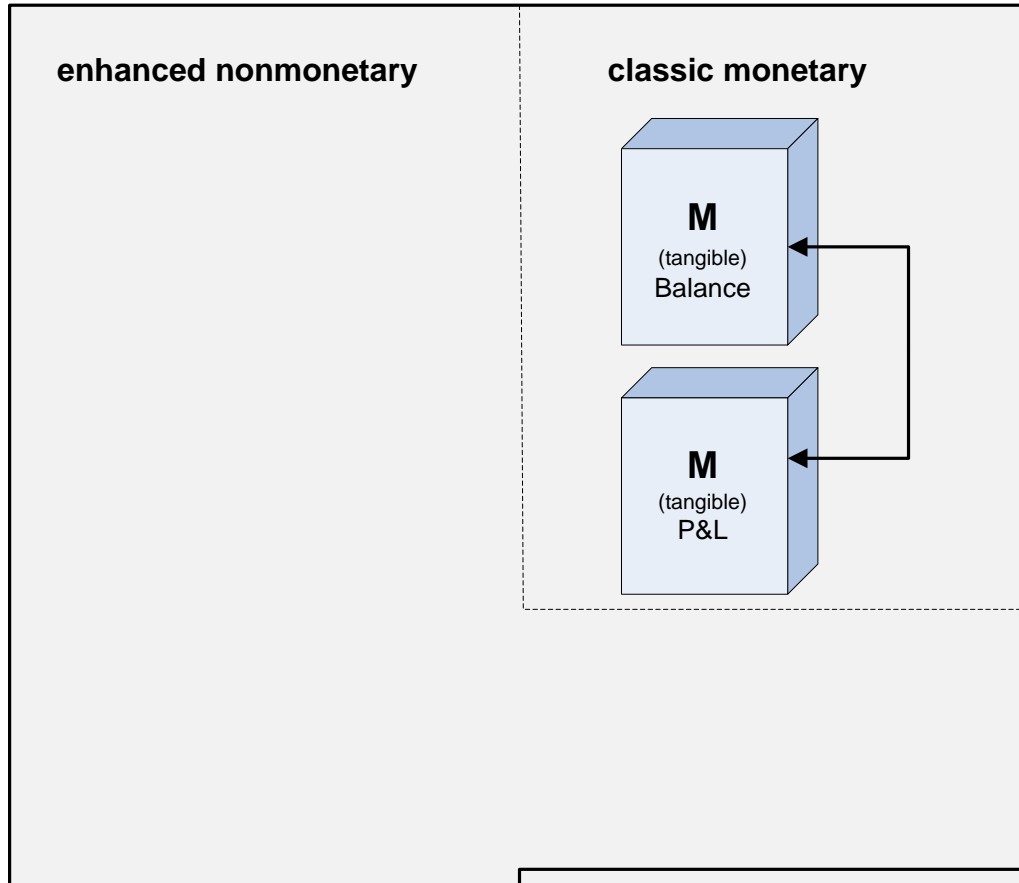 enhanced nonmonetary
classic monetary
M
(tangible)
Balance
M
(tangible)
P&L